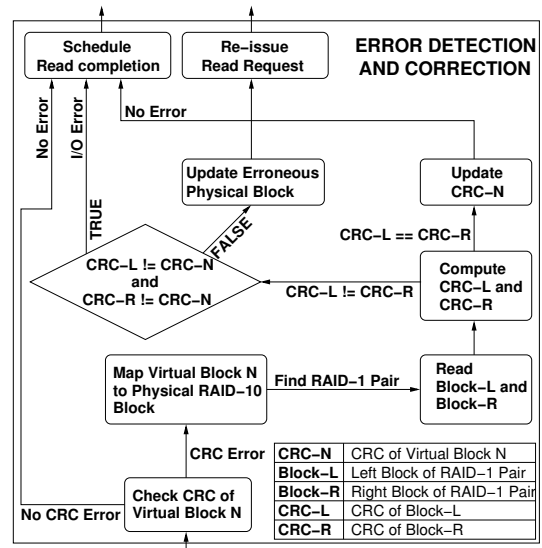 Schedule
Read completion
Re-issue
Read Request
ERROR DETECTION
AND CORRECTION
No Error
I/O Error
No Error
Update Erroneous
Physical Block
Update
CRC-N
TRUE
FALSE
CRC-L == CRC-R
CRC-L != CRC-N
and
CRC-R != CRC-N
CRC-L != CRC-R
Compute
CRC-L and
CRC-R
Map Virtual Block N
to Physical RAID-10
Block
Find RAID-1 Pair
Read
Block-L and
Block-R
CRC Error
No CRC Error
Check CRC of
Virtual Block N
CRC-N CRC of Virtual Block N
Block-L Left Block of RAID-1 Pair
Block-R Right Block of RAID-1 Pair
CRC-L CRC of Block-L
CRC-R CRC of Block-R